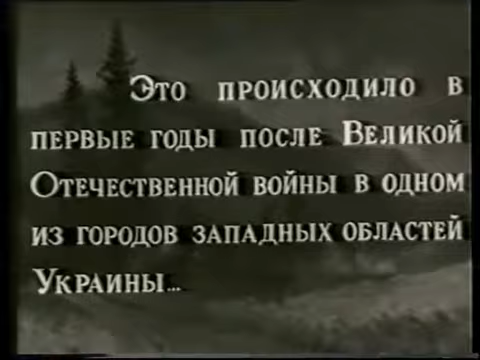 Это происходило в
первые годы после Великой
Отечественной войны в одном
из городов западных областей
Украины...